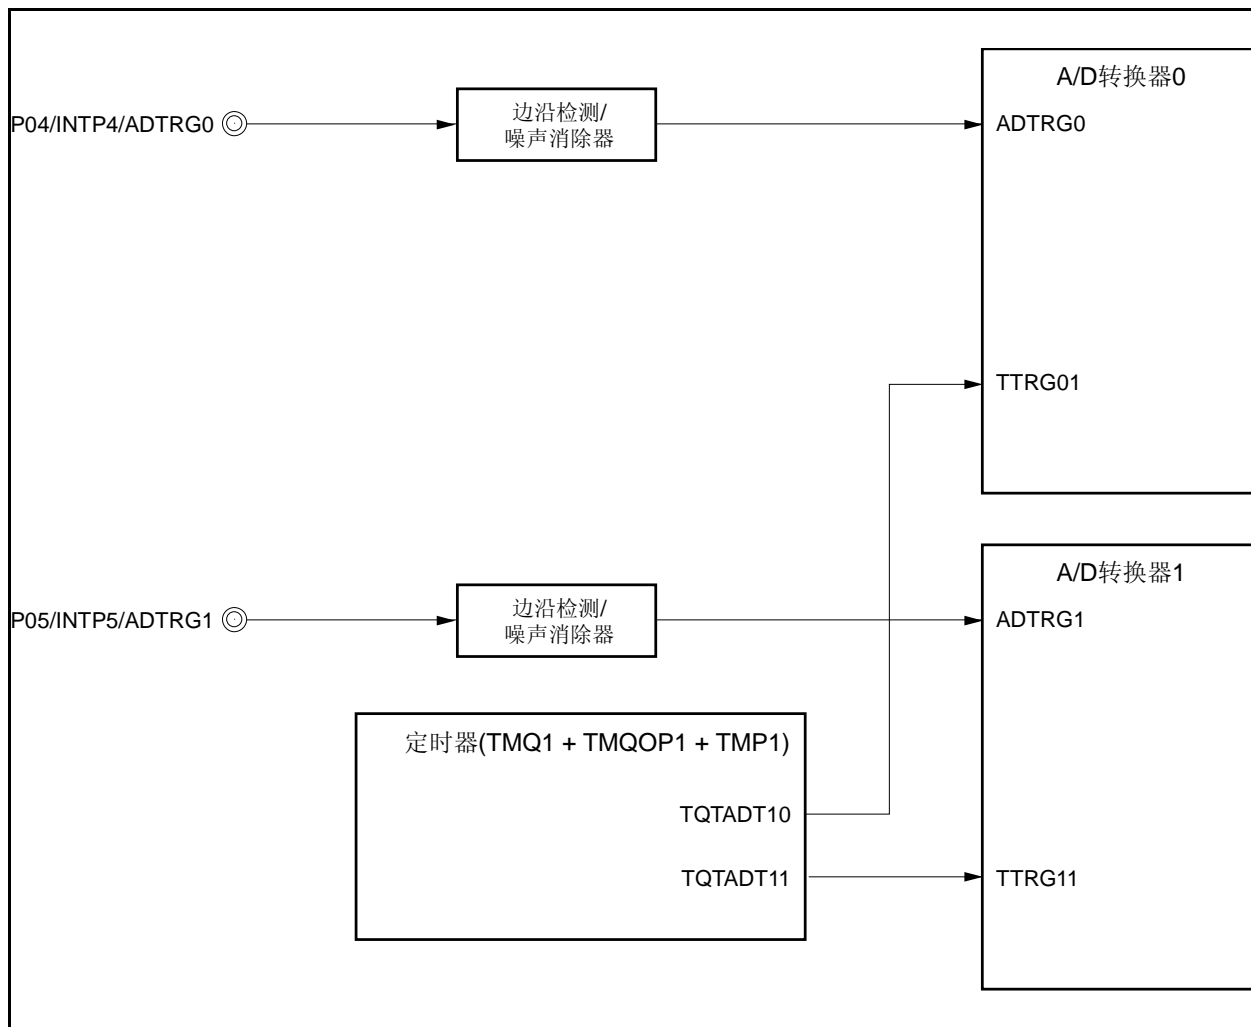 A/D转换器0
P04/INTP4/ADTRG0
边沿检测/
噪声消除器
ADTRG0
TTRG01
A/D转换器1
P05/INTP5/ADTRG1
边沿检测/
噪声消除器
ADTRG1
定时器(TMQ1 + TMQOP1 + TMP1)
TQTADT10
TQTADT11
TTRG11